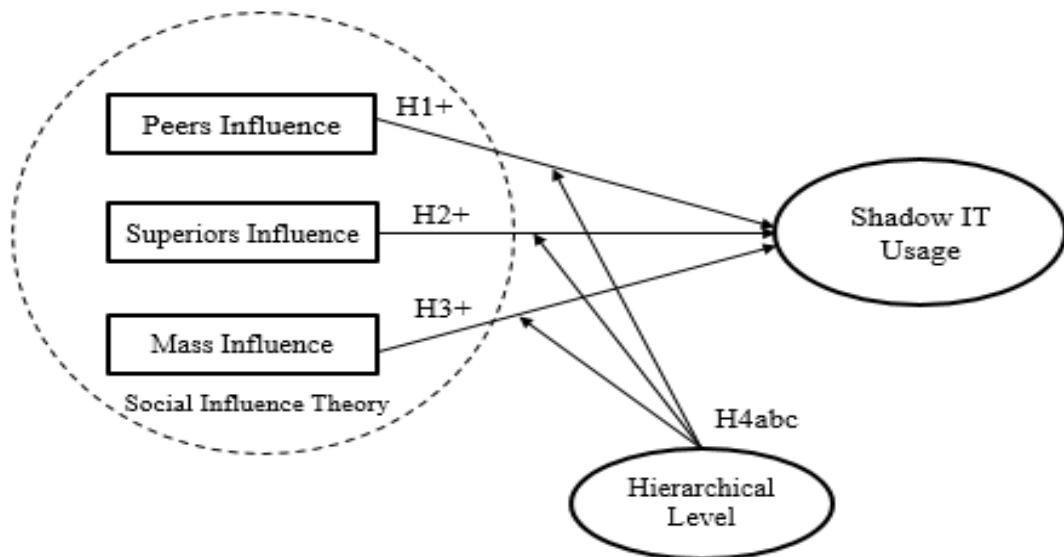 H1+
Peers Influence
H2+
Superiors Influence
Shadow IT
Usage
H3+
Mass Influence
Social Influence Theory
H4abc
Hierarchical
Level